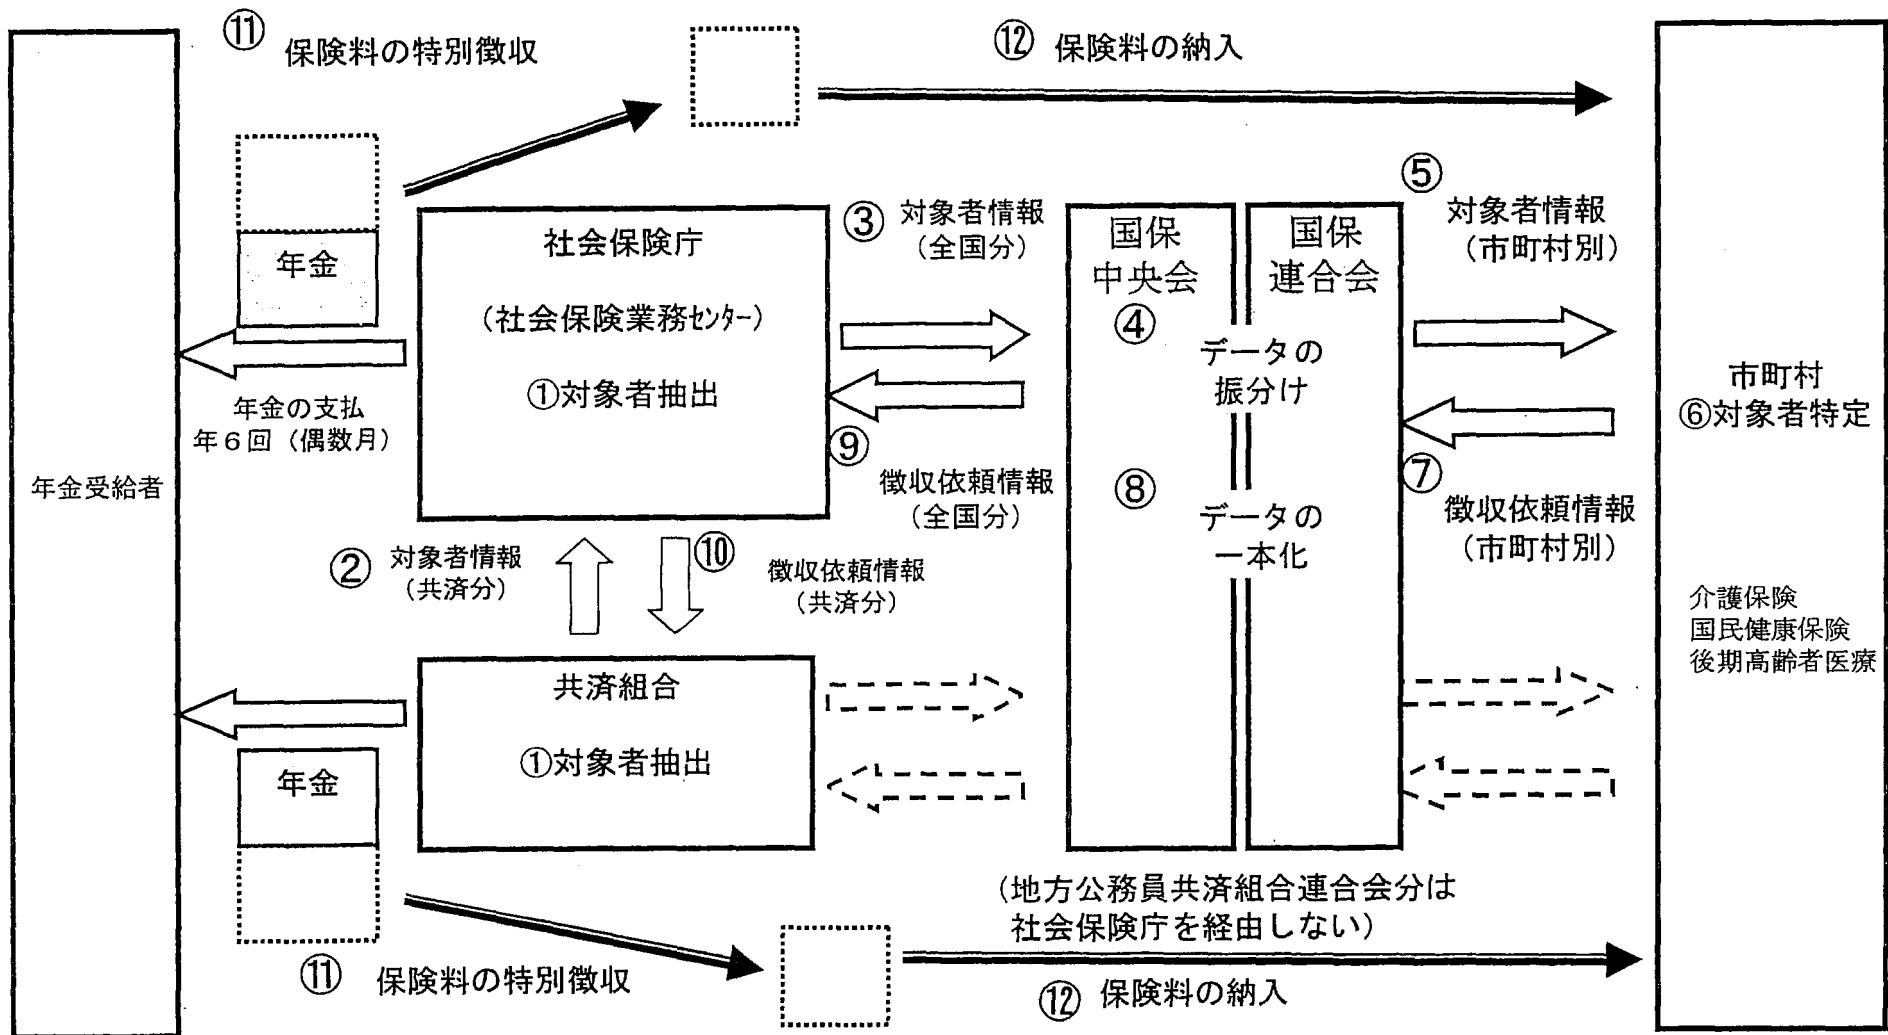 ⑪ 保険料の特別徴収
⑫ 保険料の納入
年金受給者
年金
年金の支払
年6回（偶数月）
社会保険庁
（社会保険業務ｾﾝﾀｰ）
①対象者抽出
③ 対象者情報
（全国分）
⑨
徴収依頼情報
（全国分）
国保
中央会
国保
連合会
④
データの
振分け
⑧
データの
一本化
⑤
対象者情報
（市町村別）
⑦
徴収依頼情報
（市町村別）
市町村
⑥対象者特定
介護保険
国民健康保険
後期高齢者医療
② 対象者情報
（共済分）
⑩
徴収依頼情報
（共済分）
共済組合
①対象者抽出
年金
（地方公務員共済組合連合会分は
社会保険庁を経由しない）
⑪ 保険料の特別徴収
⑫ 保険料の納入